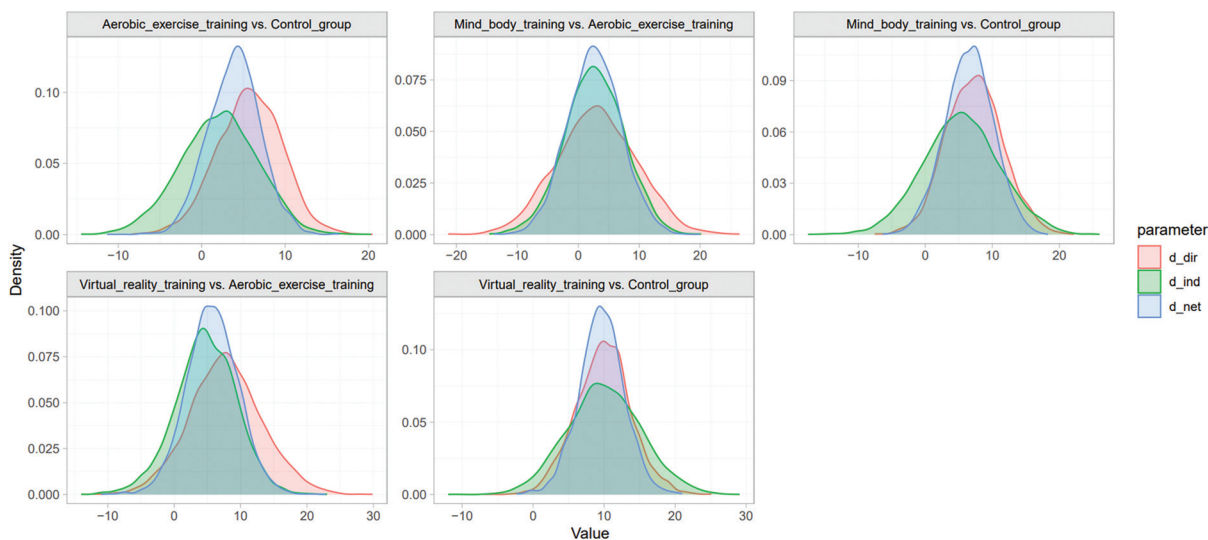 Aerobic_exercise_training vs. Control_group
Mind_body_training vs. Aerobic_exercise_training
Mind_body_training vs. Control_group
0.10
0.05
0.00
−10 0 10 20
0.075
0.050
0.025
0.000
−20 −10 0 10 20
0.09
0.06
0.03
0.00
−10 0 10 20
Density
Virtual_reality_training vs. Aerobic_exercise_training
Virtual_reality_training vs. Control_group
0.100
0.075
0.050
0.025
0.000
−10 0 10 20 30
0.10
0.05
0.00
−10 0 10 20 30
Value
parameter
d_dir
d_ind
d_net